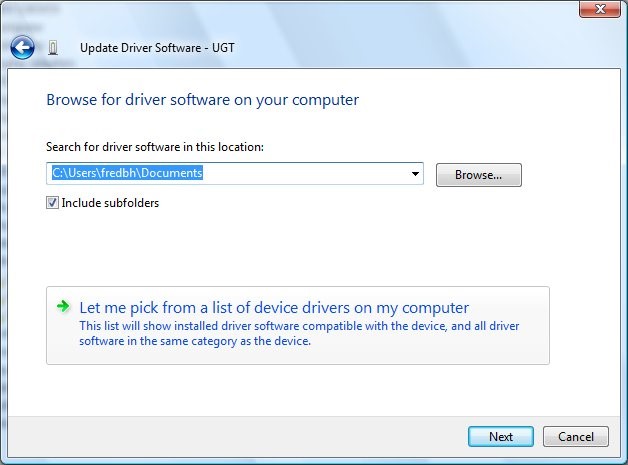 Update Driver Software - UGT
Browse for driver software on your computer
Search for driver software in this location:
C:\Users\fredbh\Documents
Browse...
Include subfolders
Let me pick from a list of device drivers on my computer
This list will show installed driver software compatible with the device, and all driver
software in the same category as the device.
Next
Cancel